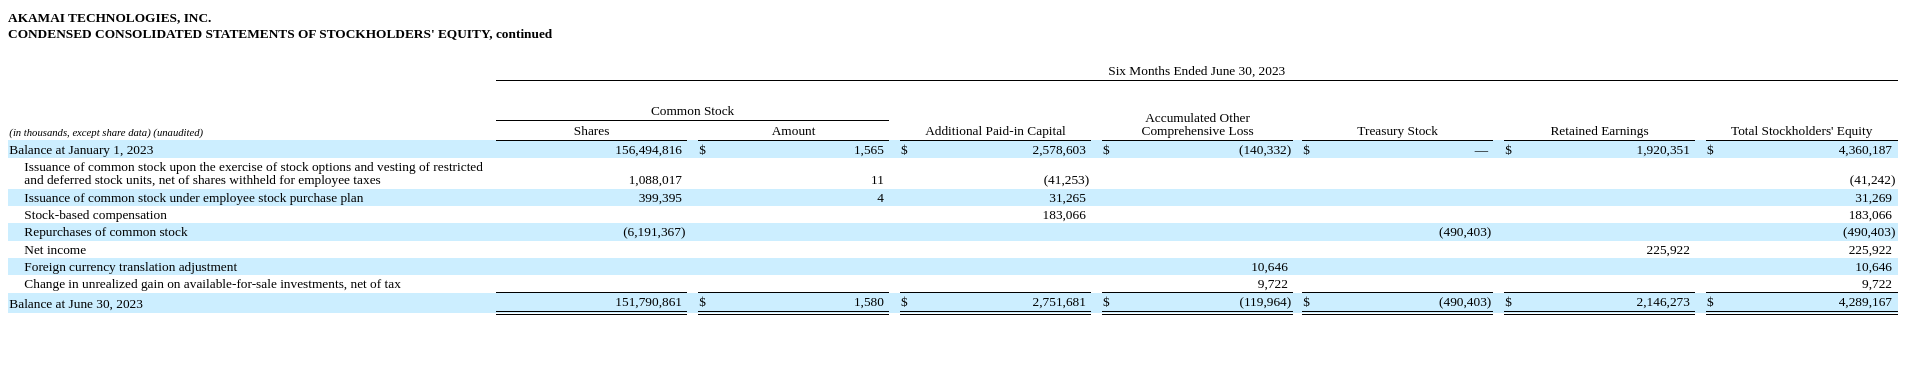 AKAMAI TECHNOLOGIES, INC.
CONDENSED CONSOLIDATED STATEMENTS OF STOCKHOLDERS' EQUITY, continued
Six Months Ended June 30, 2023
Common Stock
(in thousands, except share data) (unaudited) Shares Amount Additional Paid-in Capital Accumulated Other
Comprehensive Loss Treasury Stock Retained Earnings Total Stockholders' Equity
Balance at January 1, 2023 156,494,816 $ 1,565 $ 2,578,603 $ (140,332) $ — $ 1,920,351 $ 4,360,187
Issuance of common stock upon the exercise of stock options and vesting of restricted
and deferred stock units, net of shares withheld for employee taxes 1,088,017 11 (41,253) (41,242)
Issuance of common stock under employee stock purchase plan 399,395 4 31,265 31,269
Stock-based compensation 183,066 183,066
Repurchases of common stock (6,191,367) (490,403) (490,403)
Net income 225,922 225,922
Foreign currency translation adjustment 10,646 10,646
Change in unrealized gain on available-for-sale investments, net of tax 9,722 9,722
Balance at June 30, 2023 151,790,861 $ 1,580 $ 2,751,681 $ (119,964) $ (490,403) $ 2,146,273 $ 4,289,167